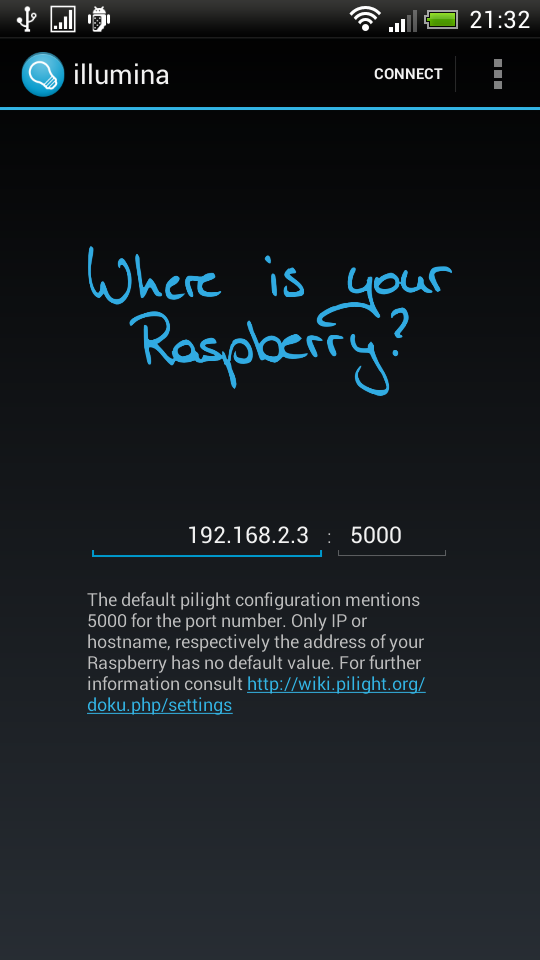 21:32
illumina CONNECT
Where is your
Raspberry?
192.168.2.3 : 5000
The default pilight configuration mentions
5000 for the port number. Only IP or
hostname, respectively the address of your
Raspberry has no default value. For further
information consult http://wiki.pilight.org/
doku.php/settings